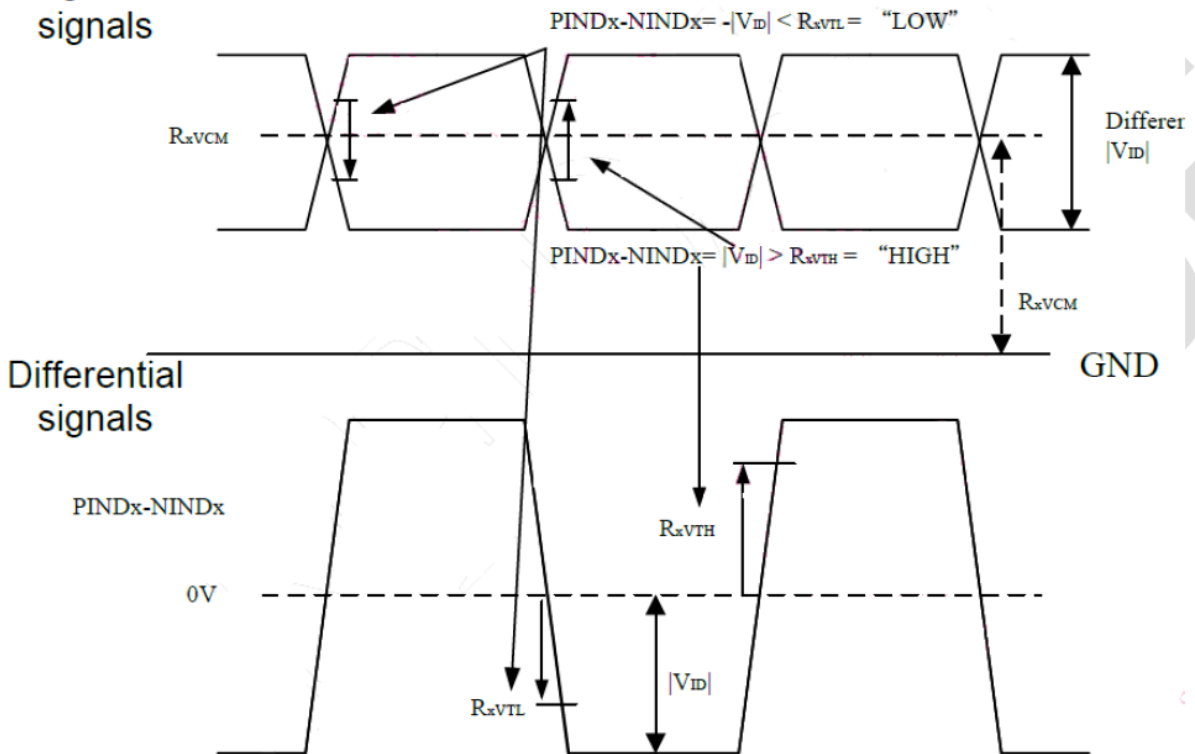 signals
PINDx-NINDx= -|VID| < RxVTL = “LOW”
RxVCM
Differen
|VID|
PINDx-NINDx= |VID| > RxVTH = “HIGH”
RxVCM
GND
Differential
signals
PINDx-NINDx
RxVTH
0V
|VID|
RxVTL